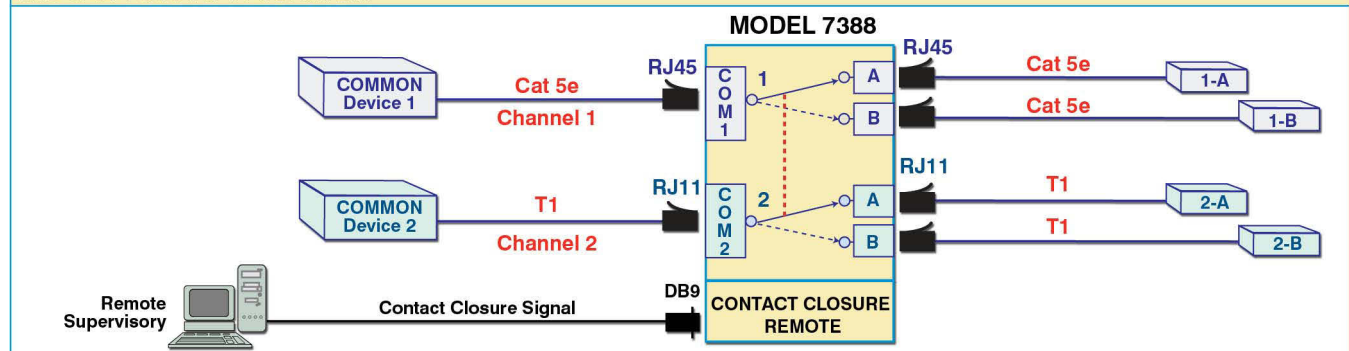 MODEL 7388
COMMON
Device 1
Cat 5e
Channel 1
RJ45
COM1
1
A
B
RJ45
Cat 5e
1-A
Cat 5e
1-B
COMMON
Device 2
T1
Channel 2
RJ11
COM2
2
A
B
RJ11
T1
2-A
T1
2-B
Remote
Supervisory
Contact Closure Signal
DB9
CONTACT CLOSURE
REMOTE